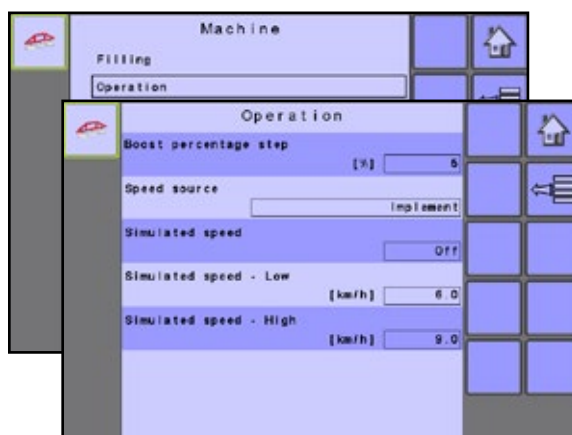 Machine
Filling
Operation
Operation
Boost percentage step
[%] 5
Speed source
Implement
Simulated speed
Off
Simulated speed - Low
[km/h] 6.0
Simulated speed - High
[km/h] 9.0